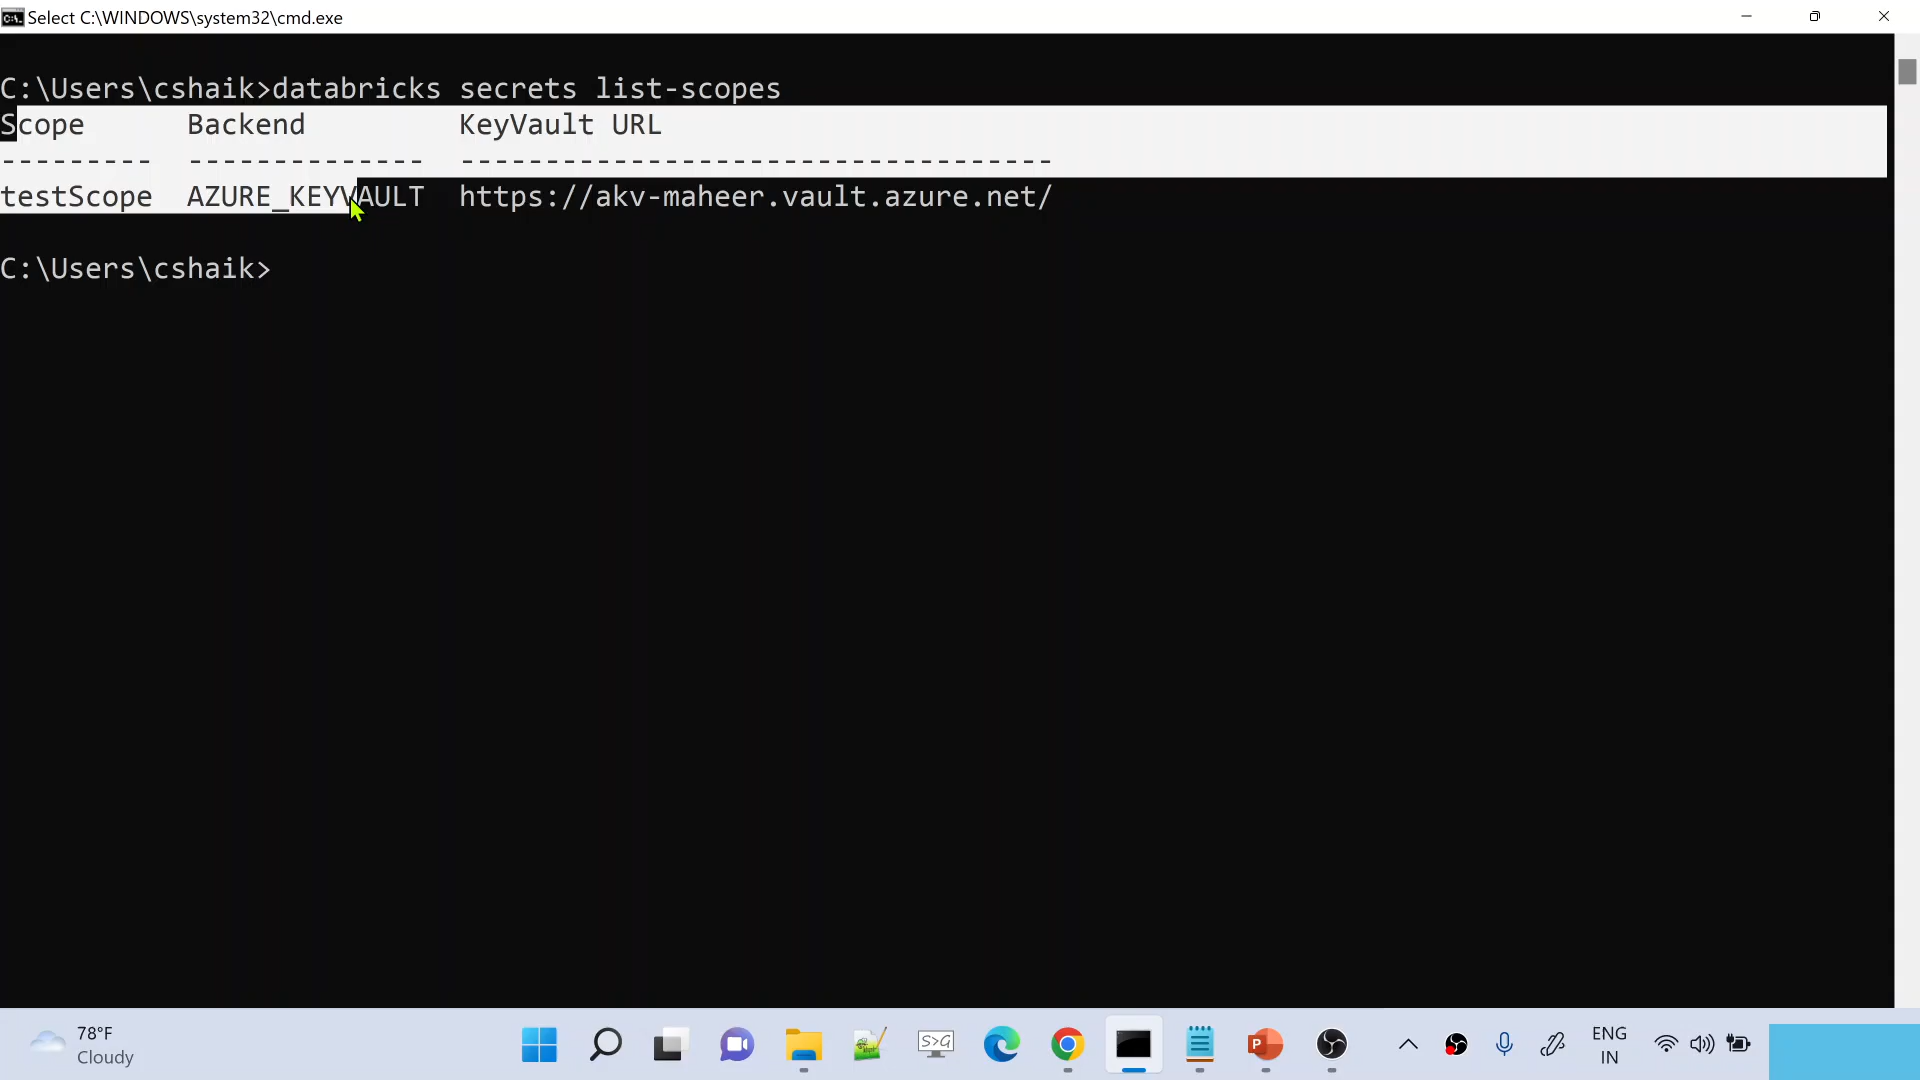 Select C:\WINDOWS\system32\cmd.exe
C:\Users\cshaik>databricks secrets list-scopes
Scope Backend KeyVault URL
--------- -------------- -----------------------------------
testScope AZURE_KEYVAULT https://akv-maheer.vault.azure.net/
C:\Users\cshaik>
78°F
Cloudy
S>G
P
ENG
IN